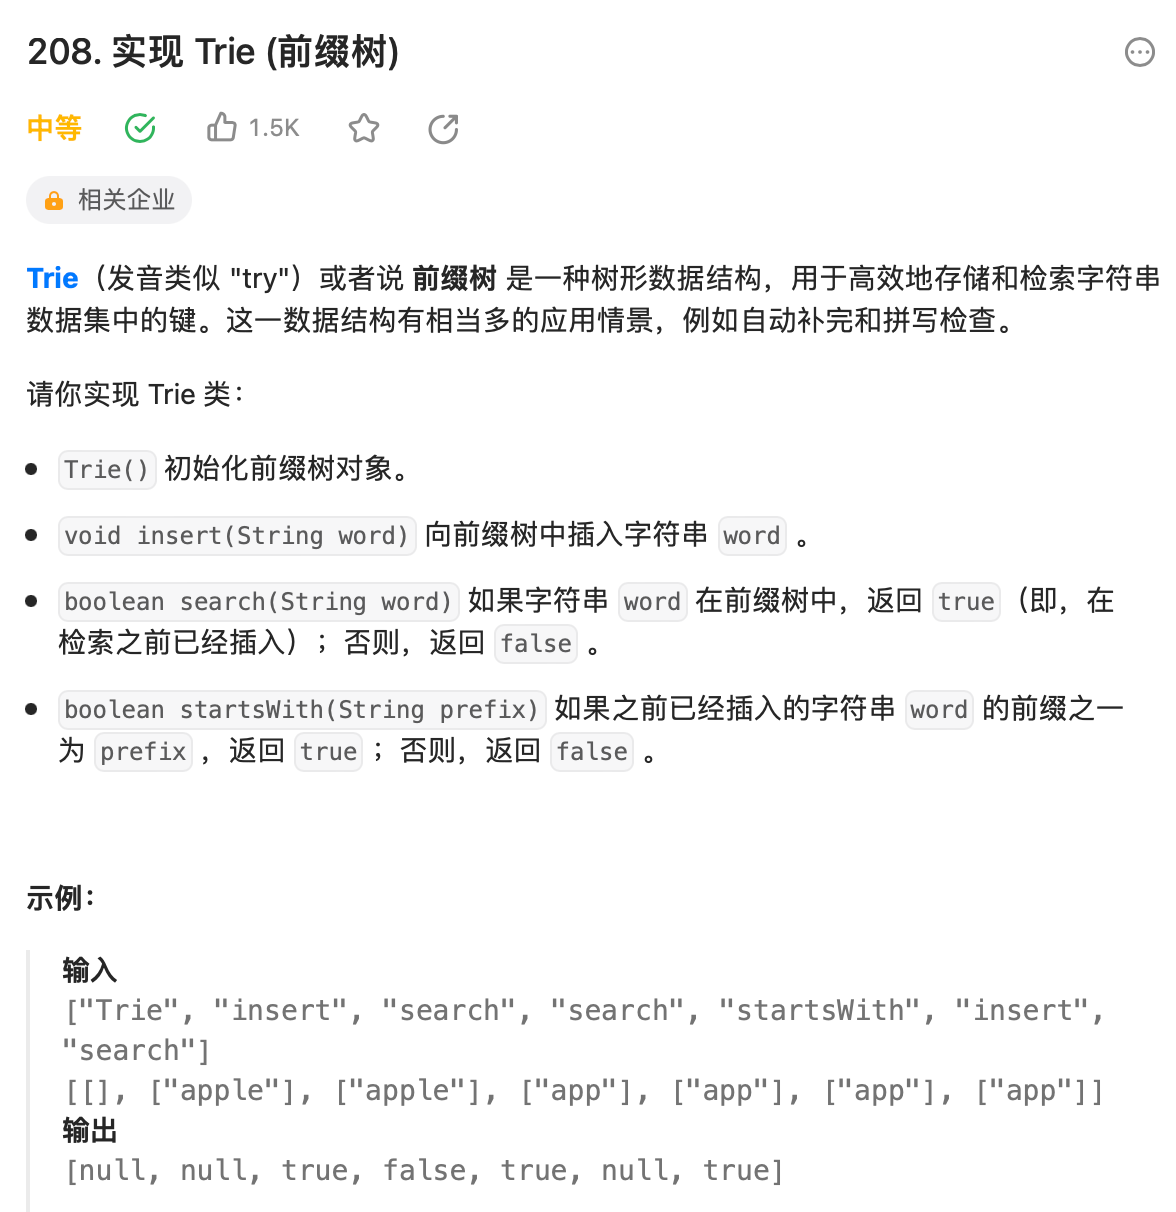 208. 实现 Trie (前缀树)
中等 1.5K
相关企业
Trie（发音类似 "try"）或者说 前缀树 是一种树形数据结构，用于高效地存储和检索字符串
数据集中的键。这一数据结构有相当多的应用情景，例如自动补完和拼写检查。
请你实现 Trie 类：
Trie() 初始化前缀树对象。
void insert(String word) 向前缀树中插入字符串 word 。
boolean search(String word) 如果字符串 word 在前缀树中，返回 true（即，在
检索之前已经插入）；否则，返回 false 。
boolean startsWith(String prefix) 如果之前已经插入的字符串 word 的前缀之一
为 prefix ，返回 true ；否则，返回 false 。
示例：
输入
["Trie", "insert", "search", "search", "startsWith", "insert",
"search"]
[[], ["apple"], ["apple"], ["app"], ["app"], ["app"], ["app"]]
输出
[null, null, true, false, true, null, true]